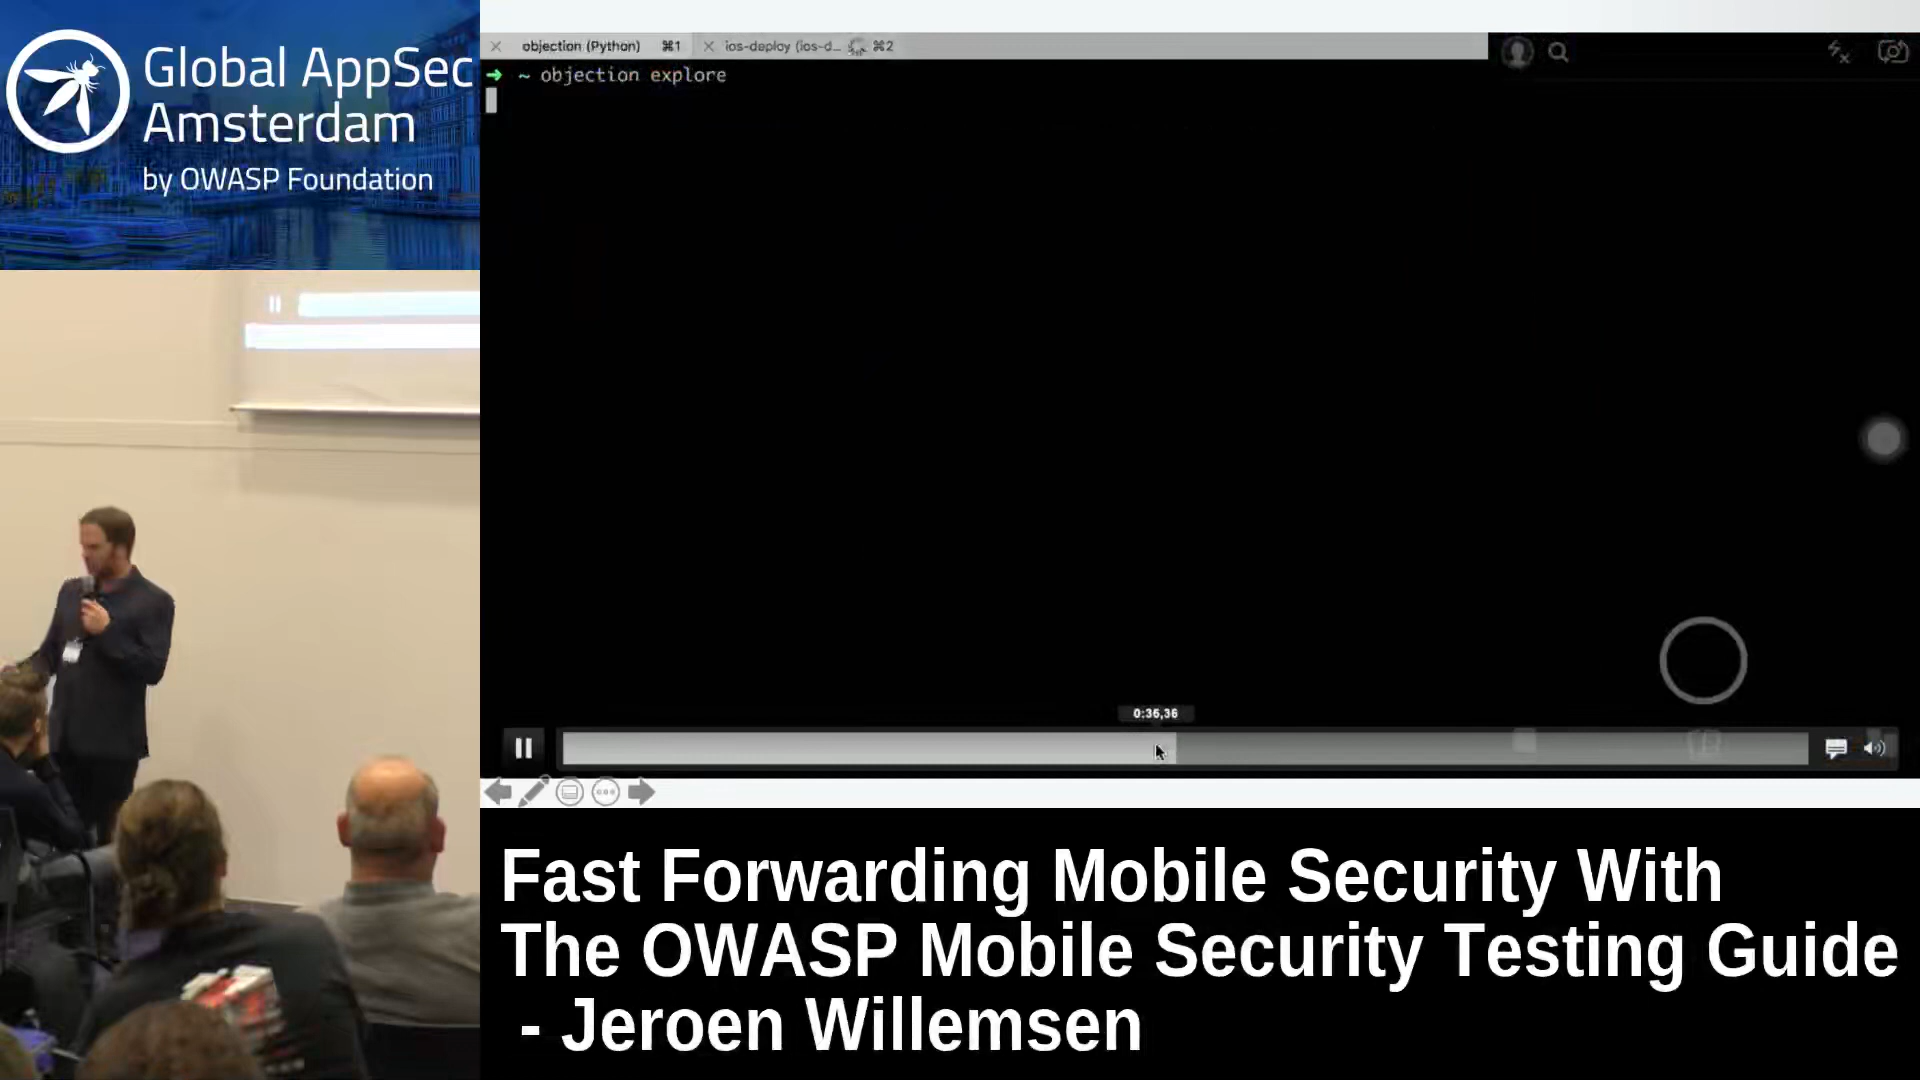 Global AppSec
Amsterdam
by OWASP Foundation
objection (Python) ⌘1
ios-deploy (ios-d... ⌘2
➜ ~ objection explore
0:36,36
Fast Forwarding Mobile Security With
The OWASP Mobile Security Testing Guide
- Jeroen Willemsen